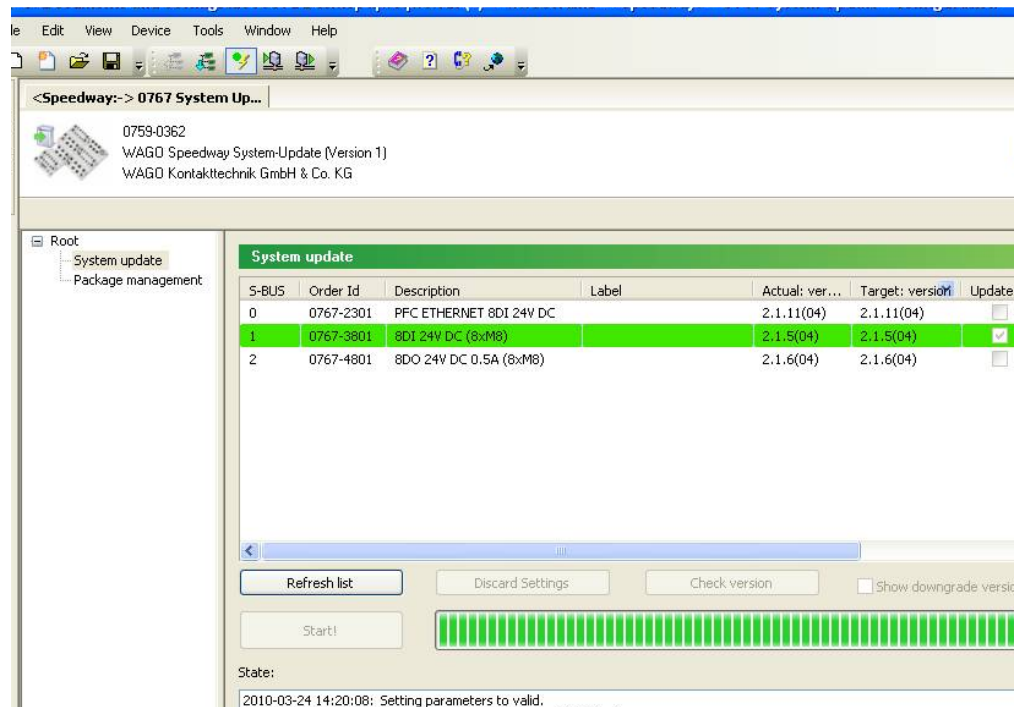 Edit View Device Tools Window Help
<Speedway:-> 0767 System Up...
0759-0362
WAGO Speedway System-Update (Version 1)
WAGO Kontakttechnik GmbH & Co. KG
Root
System update
Package management
System update
S-BUS Order Id Description Label Actual: ver... Target: version Update
0 0767-2301 PFC ETHERNET 8DI 24V DC 2.1.11(04) 2.1.11(04)
1 0767-3801 8DI 24V DC (8xM8) 2.1.5(04) 2.1.5(04)
2 0767-4801 8DO 24V DC 0.5A (8xM8) 2.1.6(04) 2.1.6(04)
Refresh list Discard Settings Check version Show downgrade versio
Start!
State:
2010-03-24 14:20:08: Setting parameters to valid.